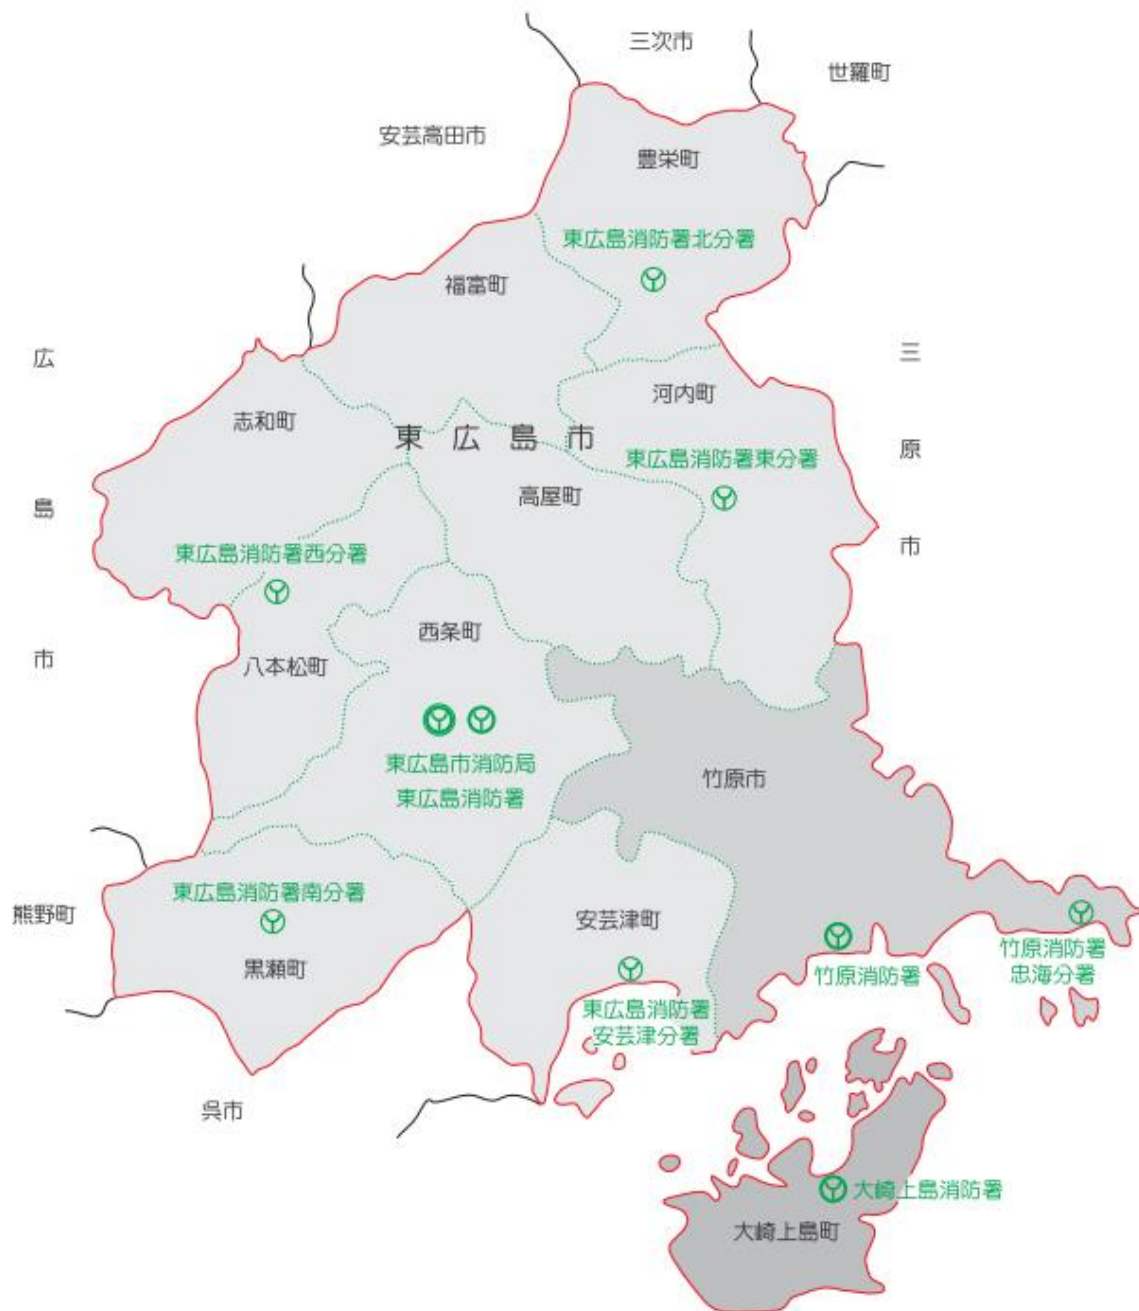 三次市
世羅町
安芸高田市
豊栄町
東広島消防署北分署
福富町
広島市
三原市
河内町
志和町
東広島市
東広島消防署東分署
高屋町
東広島消防署西分署
西条町
八本松町
東広島市消防局
東広島消防署
竹原市
東広島消防署南分署
熊野町
安芸津町
黒瀬町
竹原消防署
忠海分署
竹原消防署
東広島消防署
安芸津分署
呉市
大崎上島消防署
大崎上島町